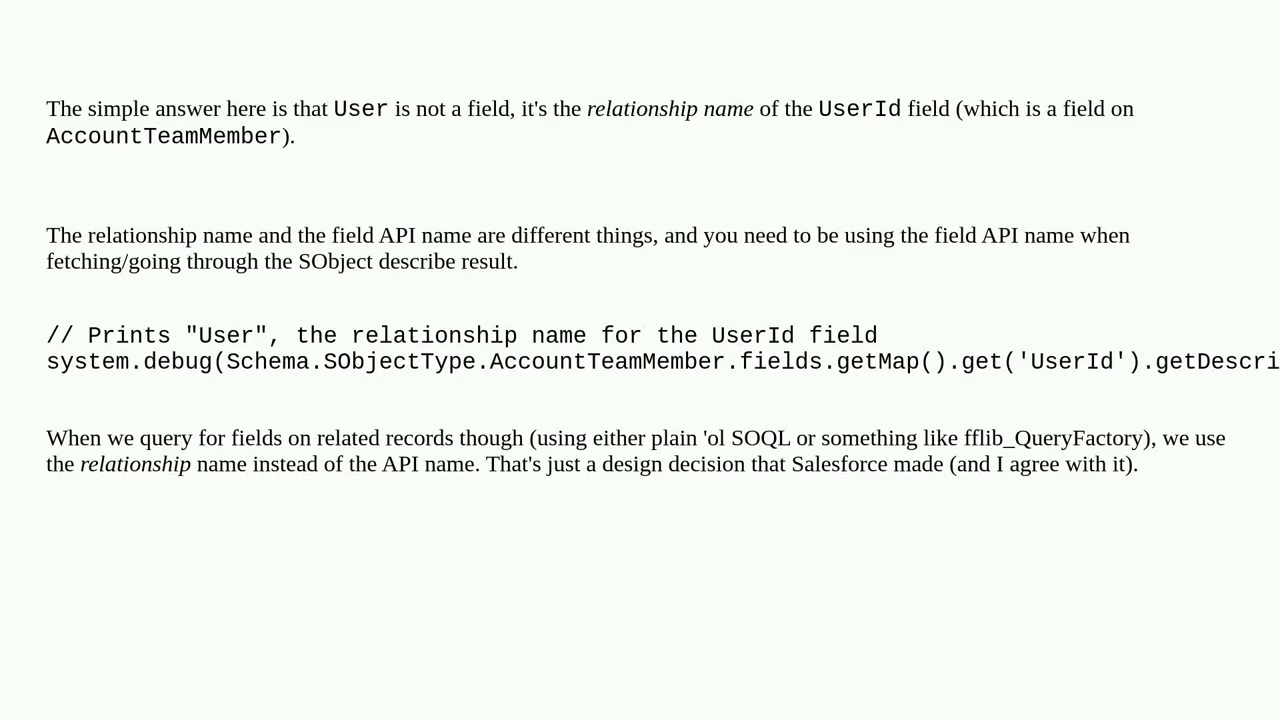 The simple answer here is that User is not a field, it's the relationship name of the UserId field (which is a field on
AccountTeamMember).
The relationship name and the field API name are different things, and you need to be using the field API name when
fetching/going through the SObject describe result.
// Prints "User", the relationship name for the UserId field
system.debug(Schema.SObjectType.AccountTeamMember.fields.getMap().get('UserId').getDescri
When we query for fields on related records though (using either plain 'ol SOQL or something like fflib_QueryFactory), we use
the relationship name instead of the API name. That's just a design decision that Salesforce made (and I agree with it).